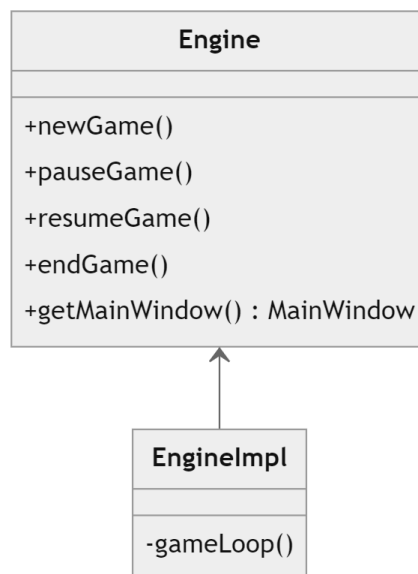 Engine
+newGame()
+pauseGame()
+resumeGame()
+endGame()
+getMainWindow() : MainWindow
EngineImpl
-gameLoop()